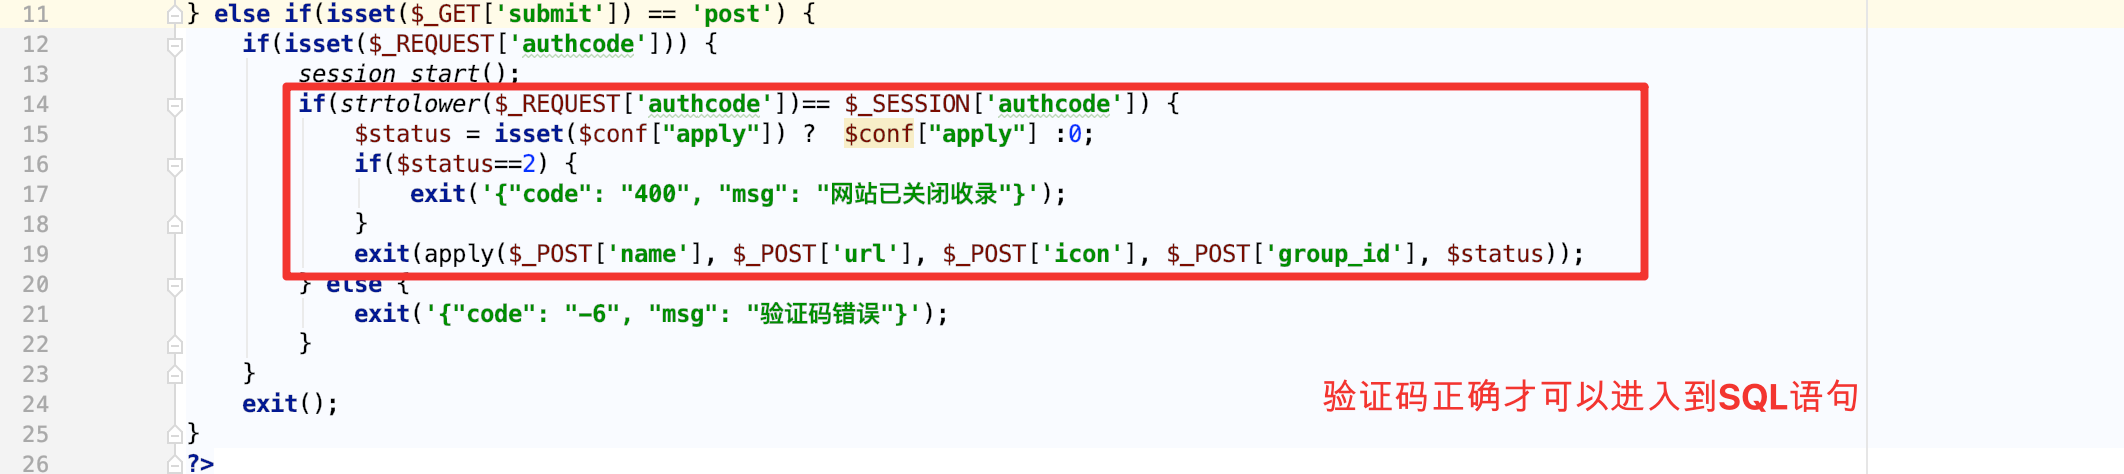 11 } else if(isset($_GET['submit']) == 'post') {
12 if(isset($_REQUEST['authcode'])) {
13 session_start();
14 if(strtolower($_REQUEST['authcode'])== $_SESSION['authcode']) {
15 $status = isset($conf["apply"]) ? $conf["apply"] :0;
16 if($status==2) {
17 exit('{"code": "400", "msg": "网站已关闭收录"}');
18 }
19 exit(apply($_POST['name'], $_POST['url'], $_POST['icon'], $_POST['group_id'], $status));
20 } else {
21 exit('{"code": "-6", "msg": "验证码错误"}');
22 }
23 }
验证码正确才可以进入到SQL语句
24 exit();
25 }
26 ?>